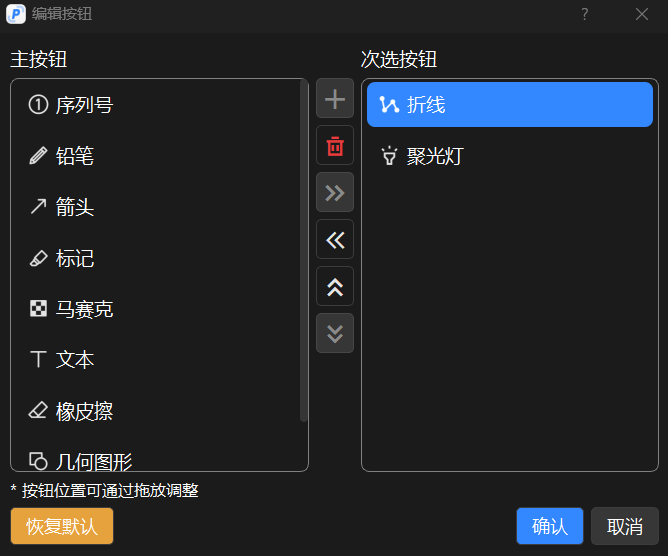 编辑按钮
主按钮
次选按钮
序列号
铅笔
箭头
标记
马赛克
文本
橡皮擦
几何图形
折线
聚光灯
* 按钮位置可通过拖放调整
恢复默认
确认
取消